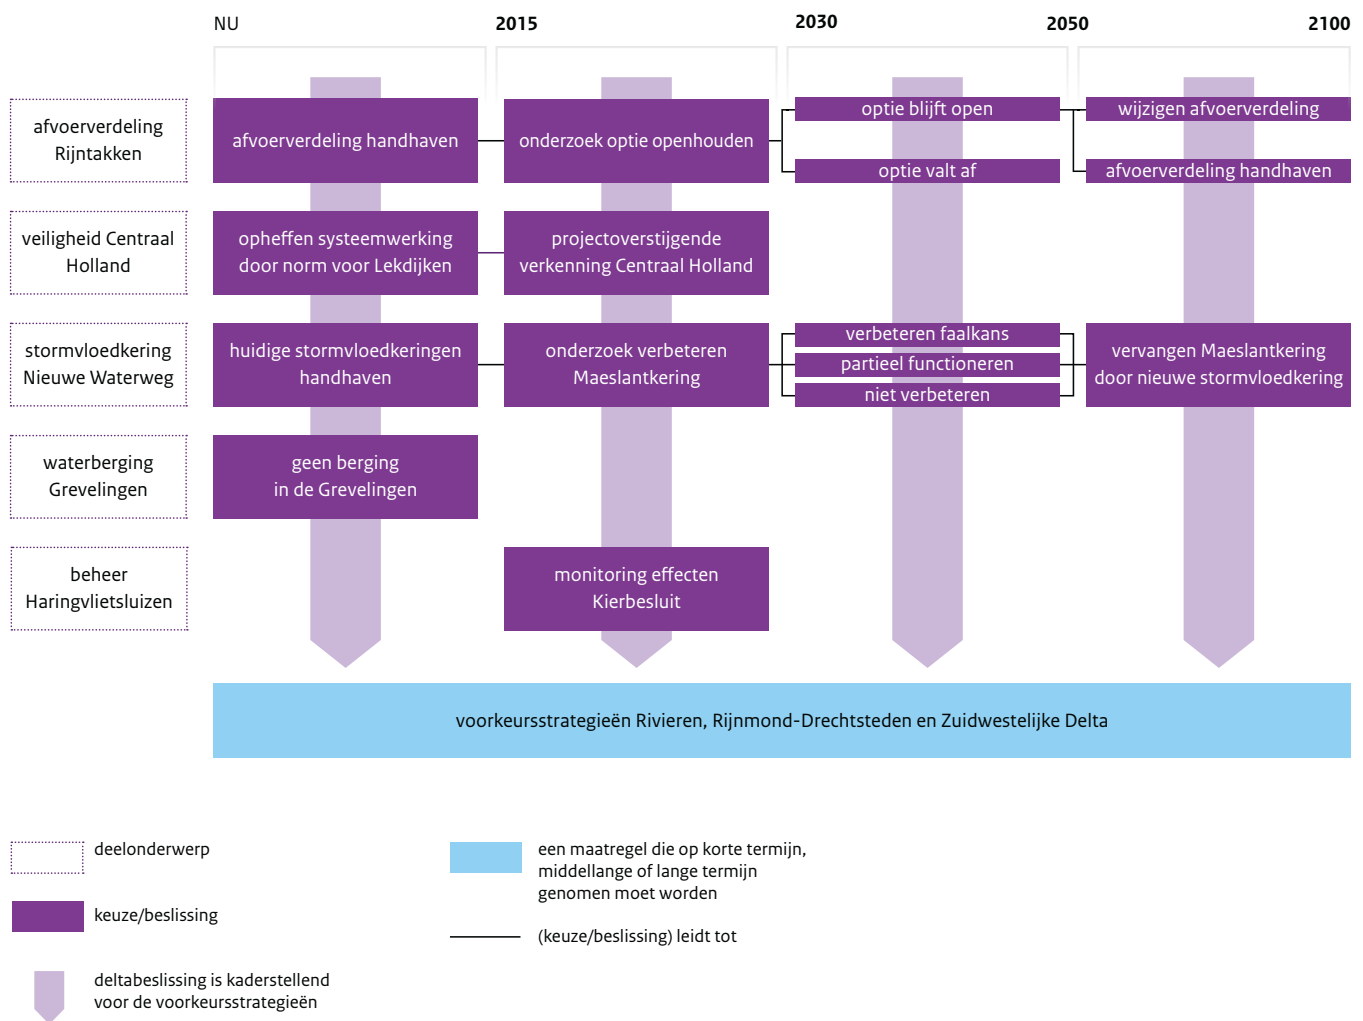 NU
2015
2030
2050
2100
afvoerverdeling
Rijntakken
afvoerverdeling handhaven
onderzoek optie openhouden
optie blijft open
optie valt af
wijzigen afvoerverdeling
afvoerverdeling handhaven
veiligheid Centraal
Holland
opheffen systeemwerking
door norm voor Lekdijken
projectoverstijgende
verkenning Centraal Holland
stormvloedkering
Nieuwe Waterweg
huidige stormvloedkeringen
handhaven
onderzoek verbeteren
Maeslantkering
verbeteren faalkans
partieel functioneren
niet verbeteren
vervangen Maeslantkering
door nieuwe stormvloedkering
waterberging
Grevelingen
geen berging
in de Grevelingen
beheer
Haringvlietsluizen
monitoring effecten
Kierbesluit
voorkeursstrategieën Rivieren, Rijnmond-Drechtsteden en Zuidwestelijke Delta
deelonderwerp
keuze/beslissing
deltabeslissing is kaderstellend
voor de voorkeursstrategieën
een maatregel die op korte termijn,
middellange of lange termijn
genomen moet worden
(keuze/beslissing) leidt tot